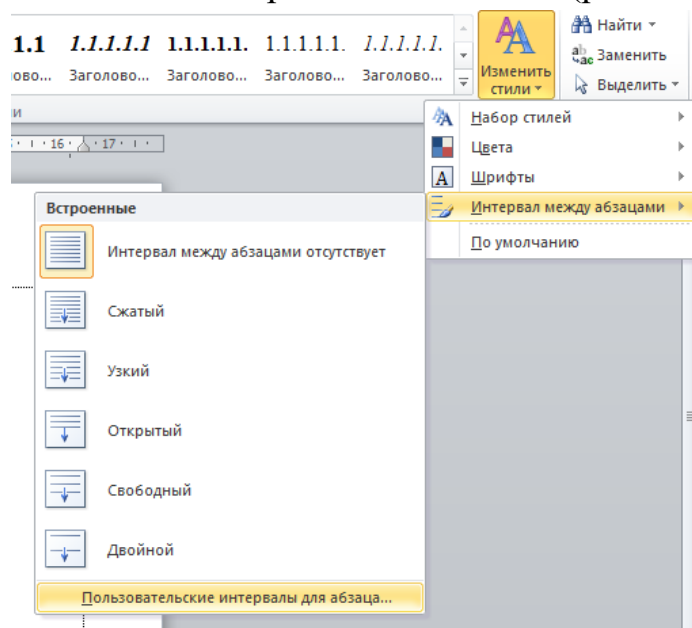 1.1 1.1.1.1.1 1.1.1.1.1. 1.1.1.1.1. 1.1.1.1.1.
ово... Заголово... Заголово... Заголово... Заголово...
Изменить стили
Найти
Заменить
Выделить
и
16 17
Набор стилей
Цвета
Шрифты
Интервал между абзацами
По умолчанию
Встроенные
Интервал между абзацами отсутствует
Сжатый
Узкий
Открытый
Свободный
Двойной
Пользовательские интервалы для абзаца...